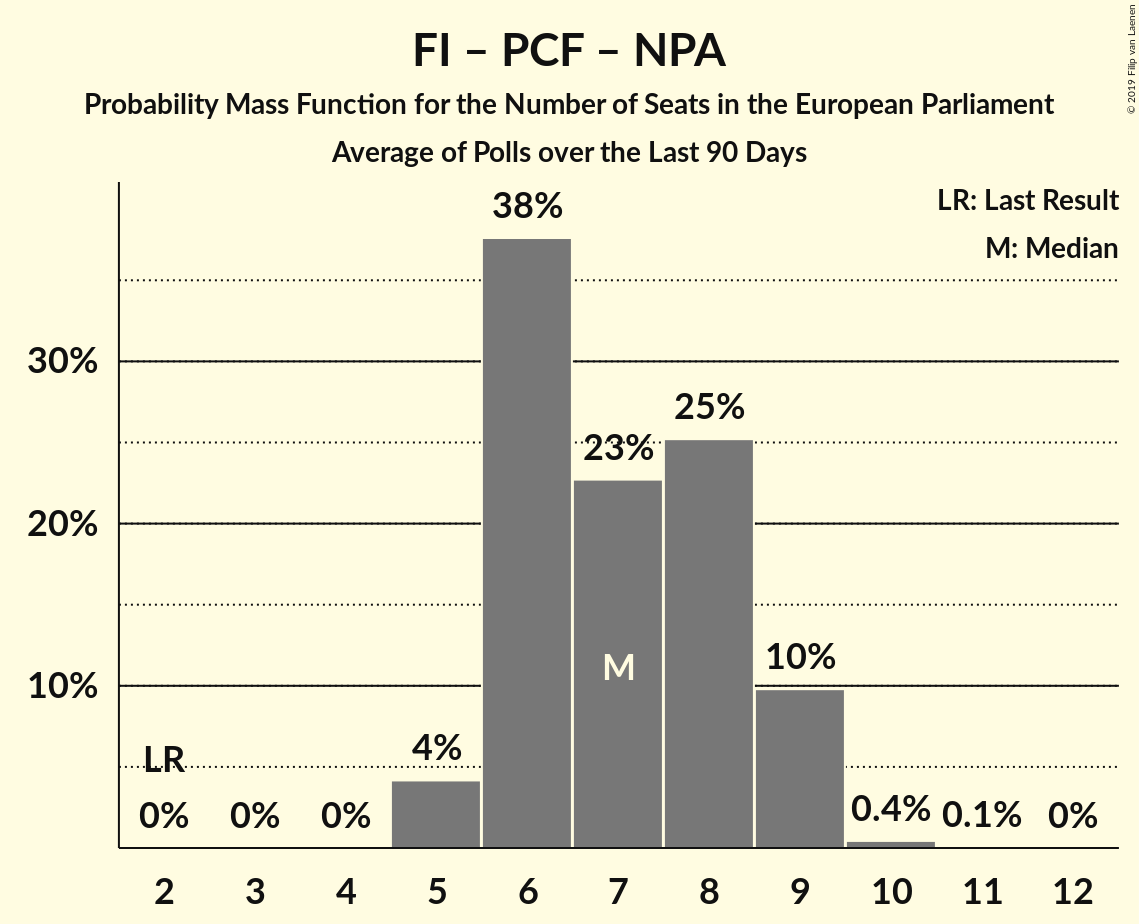 FI – PCF – NPA
Probability Mass Function for the Number of Seats in the European Parliament
Average of Polls over the Last 90 Days
© 2019 Filip van Laenen
LR: Last Result
M: Median
38%
30%
25%
23%
20%
M
10%
10%
LR
4%
0%
0%
0%
0.4%
0.1%
0%
2 3 4 5 6 7 8 9 10 11 12